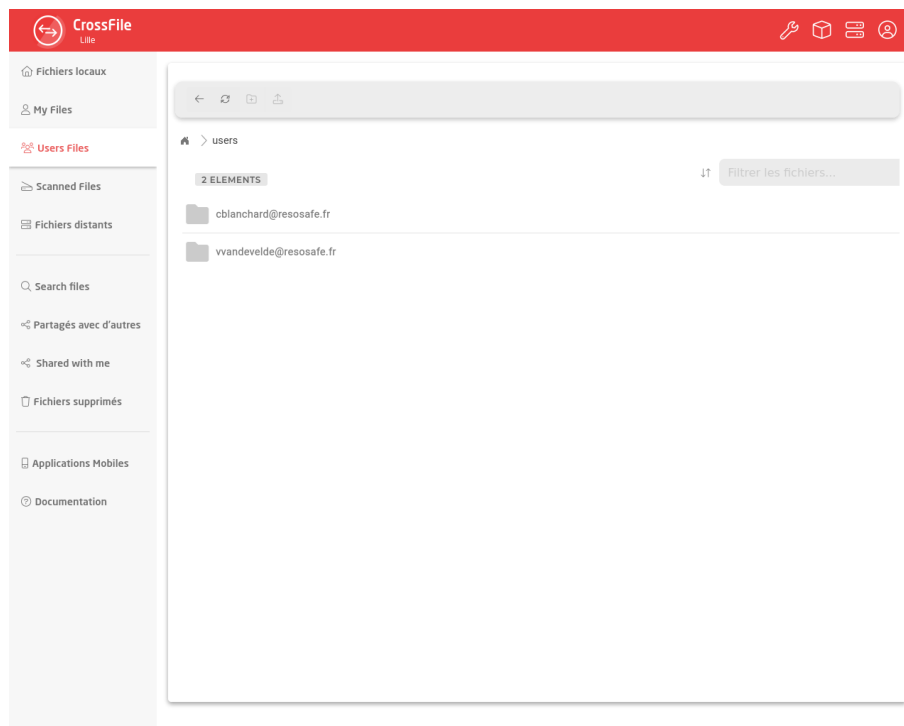 CrossFile
Lille
Fichiers locaux
My Files
Users Files
Scanned Files
Fichiers distants
Search files
Partagés avec d'autres
Shared with me
Fichiers supprimés
Applications Mobiles
Documentation
users
2 ELEMENTS
Filtrer les fichiers...
cblanchard@resosafe.fr
vvandevelde@resosafe.fr